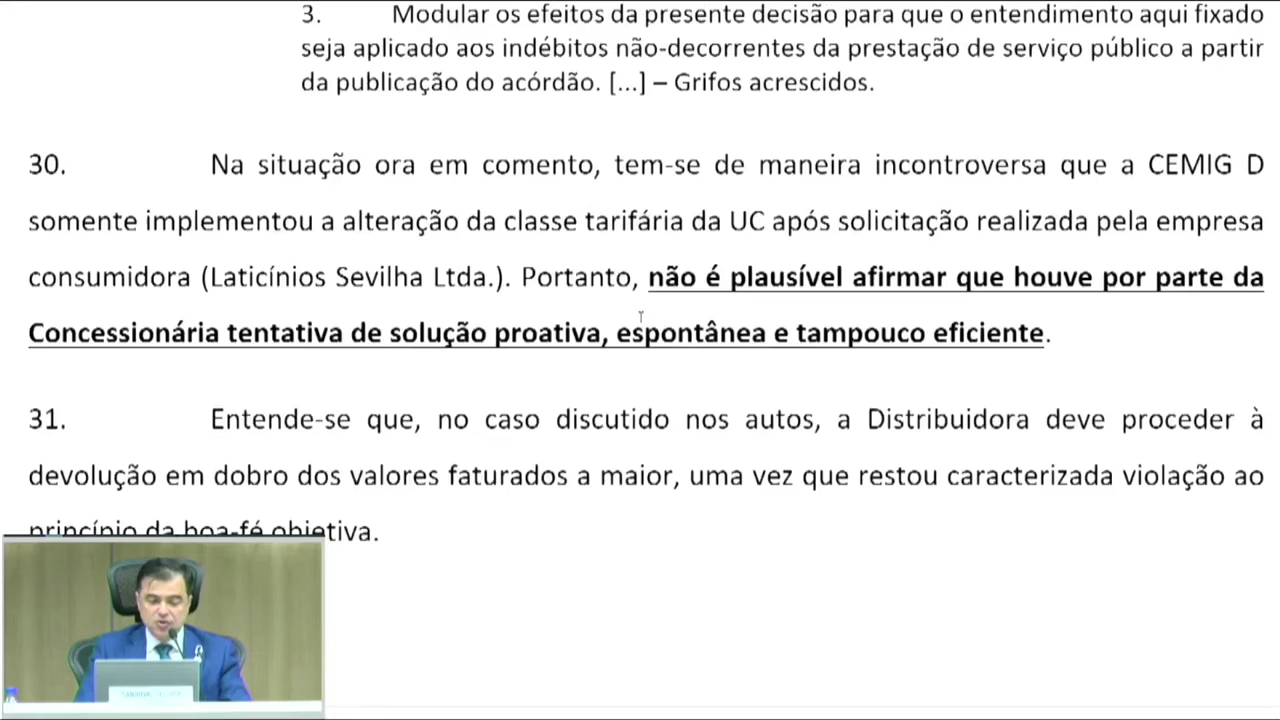 3. Modular os efeitos da presente decisão para que o entendimento aqui fixado
seja aplicado aos indébitos não-decorrentes da prestação de serviço público a partir
da publicação do acórdão. [...] – Grifos acrescidos.
30. Na situação ora em comento, tem-se de maneira incontroversa que a CEMIG D
somente implementou a alteração da classe tarifária da UC após solicitação realizada pela empresa
consumidora (Laticínios Sevilha Ltda.). Portanto, não é plausível afirmar que houve por parte da
Concessionária tentativa de solução proativa, espontânea e tampouco eficiente.
31. Entende-se que, no caso discutido nos autos, a Distribuidora deve proceder à
devolução em dobro dos valores faturados a maior, uma vez que restou caracterizada violação ao
princípio da boa-fé objetiva.